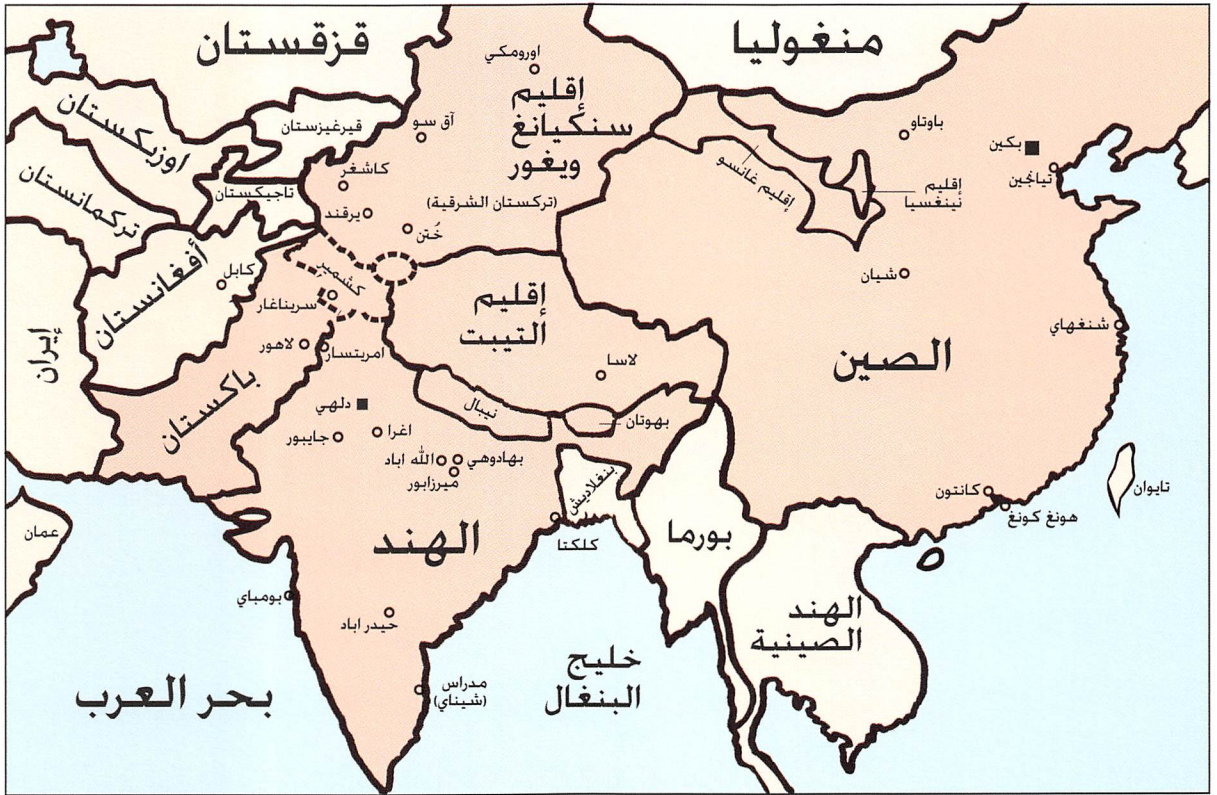 قزقستان
منغوليا
اورومكي
إقليم
سنكيانغ
ويغور
(تركستان الشرقية)
آق سو
كاشغر
يرقند
خُتن
اوزبكستان
قيرغيزستان
تركمانستان
تاجيكستان
أفغانستان
كابل
إيران
كشمير
سريناغار
لاهور
امريتسار
باكستان
إقليم
التيبت
لاسا
إقليم غانسو
إقليم
نينغسيا
باوتاو
بكين
تيانجين
شيان
شنغهاي
الصين
دلهي
جايبور
اغرا
نيبال
بهوتان
الله اباد
بهادوهي
ميرزابور
بنغلاديش
كلكتا
الهند
بومباي
حيدر اباد
مدراس
(شيناي)
بورما
كانتون
هونغ كونغ
تايوان
الهند
الصينية
خليج
البنغال
بحر العرب
عمان